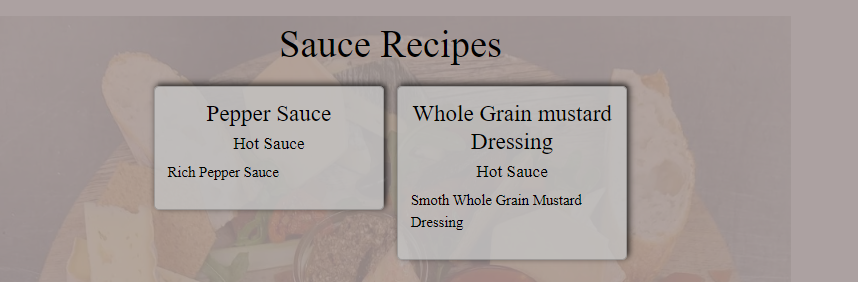 Sauce Recipes
Pepper Sauce
Hot Sauce
Rich Pepper Sauce
Whole Grain mustard
Dressing
Hot Sauce
Smoth Whole Grain Mustard
Dressing